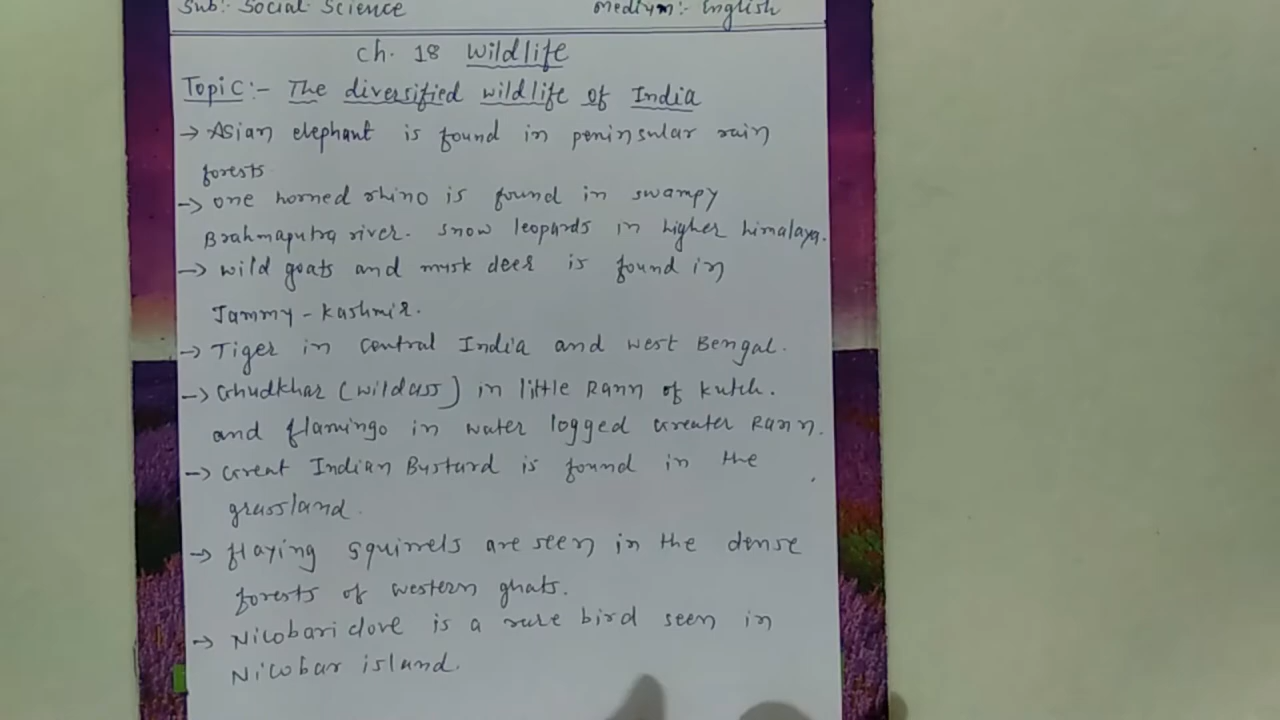 Sub:- Social Science Medium:- English
Ch. 18 Wildlife
Topic:- The diversified wildlife of India
→ Asian elephant is found in peninsular rain
forests
→ one horned rhino is found in swampy
Brahmaputra river. Snow leopards in higher himalaya.
→ wild goats and musk deer is found in
Jammu - Kashmir.
→ Tiger in central India and west Bengal.
→ Ghudkhar (wildass) in little Rann of Kutch.
and flamingo in water logged Greater Rann.
→ Great Indian Bustard is found in the
grassland.
→ flaying squirrels are seen in the dense
forests of western ghats.
→ Nicobari dove is a rare bird seen in
Nicobar island.